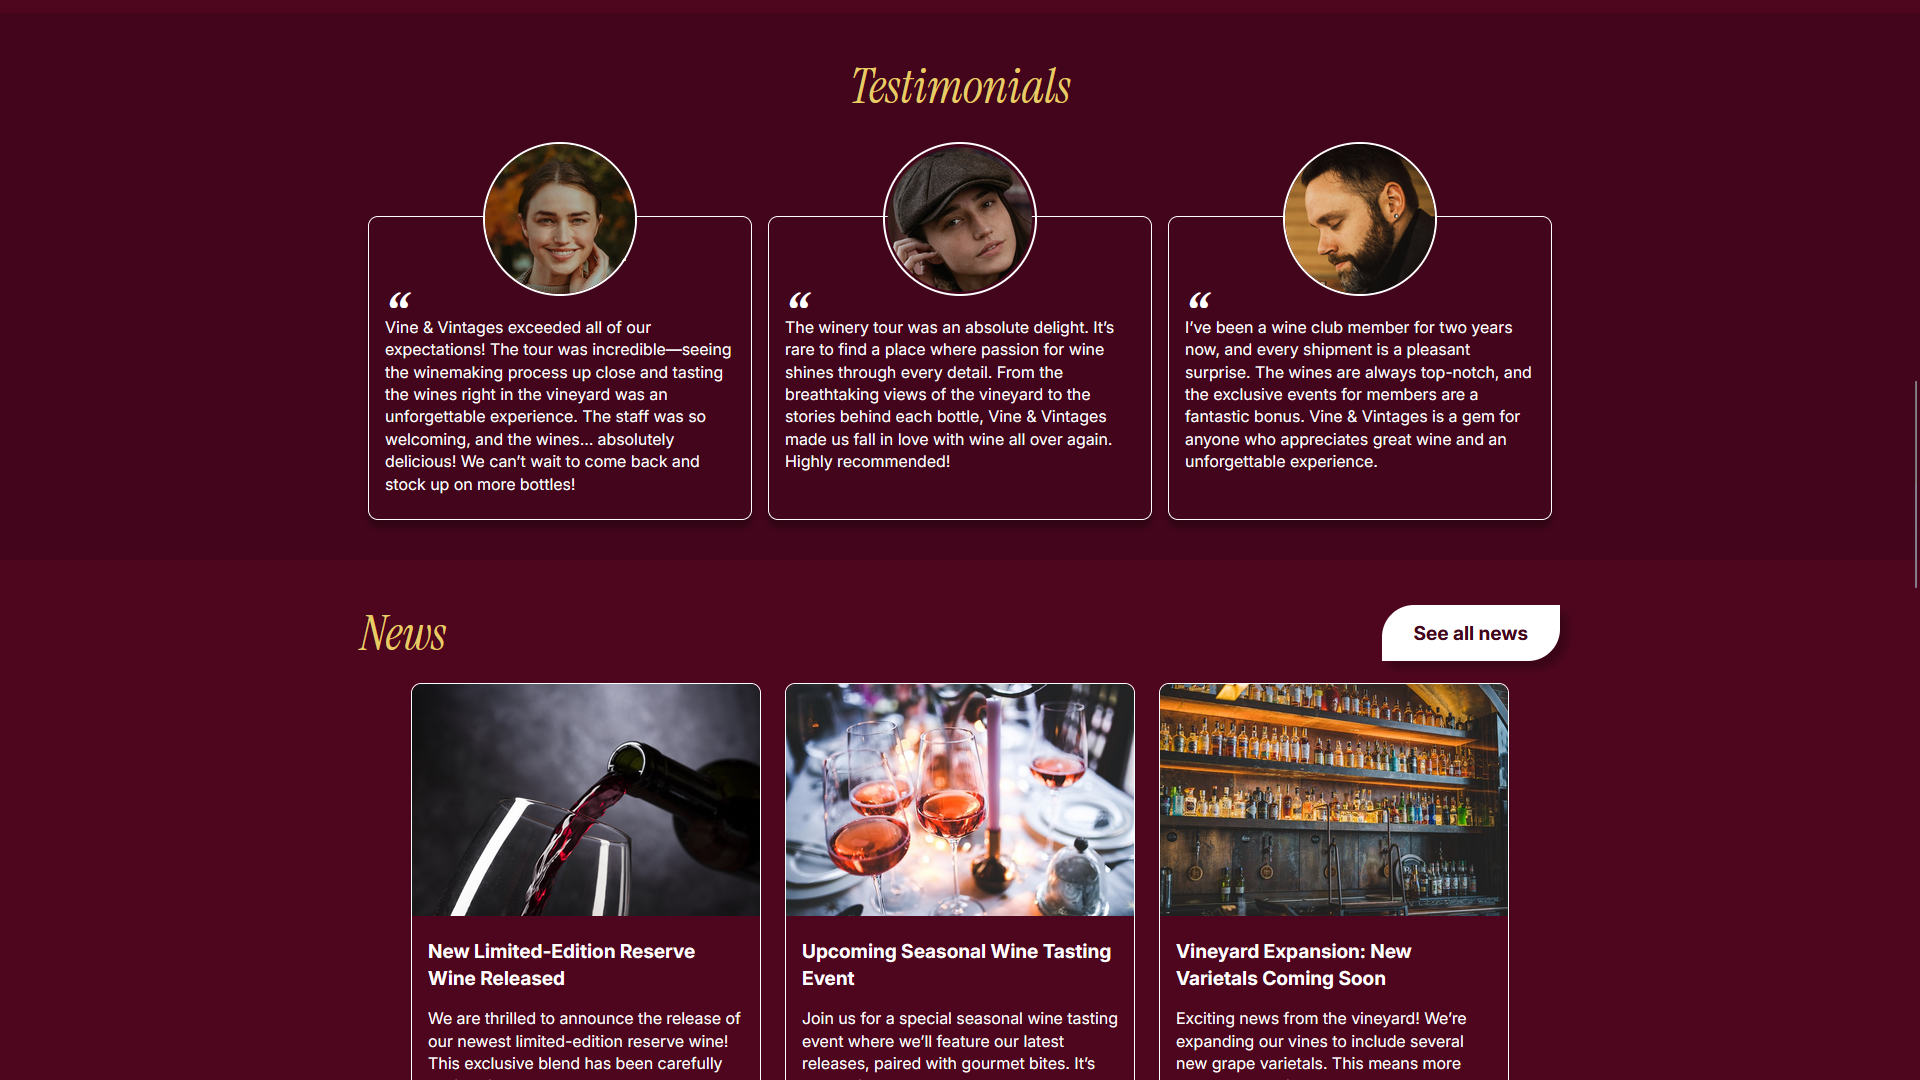 Testimonials
“
Vine & Vintages exceeded all of our
expectations! The tour was incredible—seeing
the winemaking process up close and tasting
the wines right in the vineyard was an
unforgettable experience. The staff was so
welcoming, and the wines... absolutely
delicious! We can’t wait to come back and
stock up on more bottles!
“
The winery tour was an absolute delight. It’s
rare to find a place where passion for wine
shines through every detail. From the
breathtaking views of the vineyard to the
stories behind each bottle, Vine & Vintages
made us fall in love with wine all over again.
Highly recommended!
“
I’ve been a wine club member for two years
now, and every shipment is a pleasant
surprise. The wines are always top-notch, and
the exclusive events for members are a
fantastic bonus. Vine & Vintages is a gem for
anyone who appreciates great wine and an
unforgettable experience.
News
See all news
New Limited-Edition Reserve
Wine Released
We are thrilled to announce the release of
our newest limited-edition reserve wine!
This exclusive blend has been carefully
Upcoming Seasonal Wine Tasting
Event
Join us for a special seasonal wine tasting
event where we’ll feature our latest
releases, paired with gourmet bites. It’s
Vineyard Expansion: New
Varietals Coming Soon
Exciting news from the vineyard! We’re
expanding our vines to include several
new grape varietals. This means more